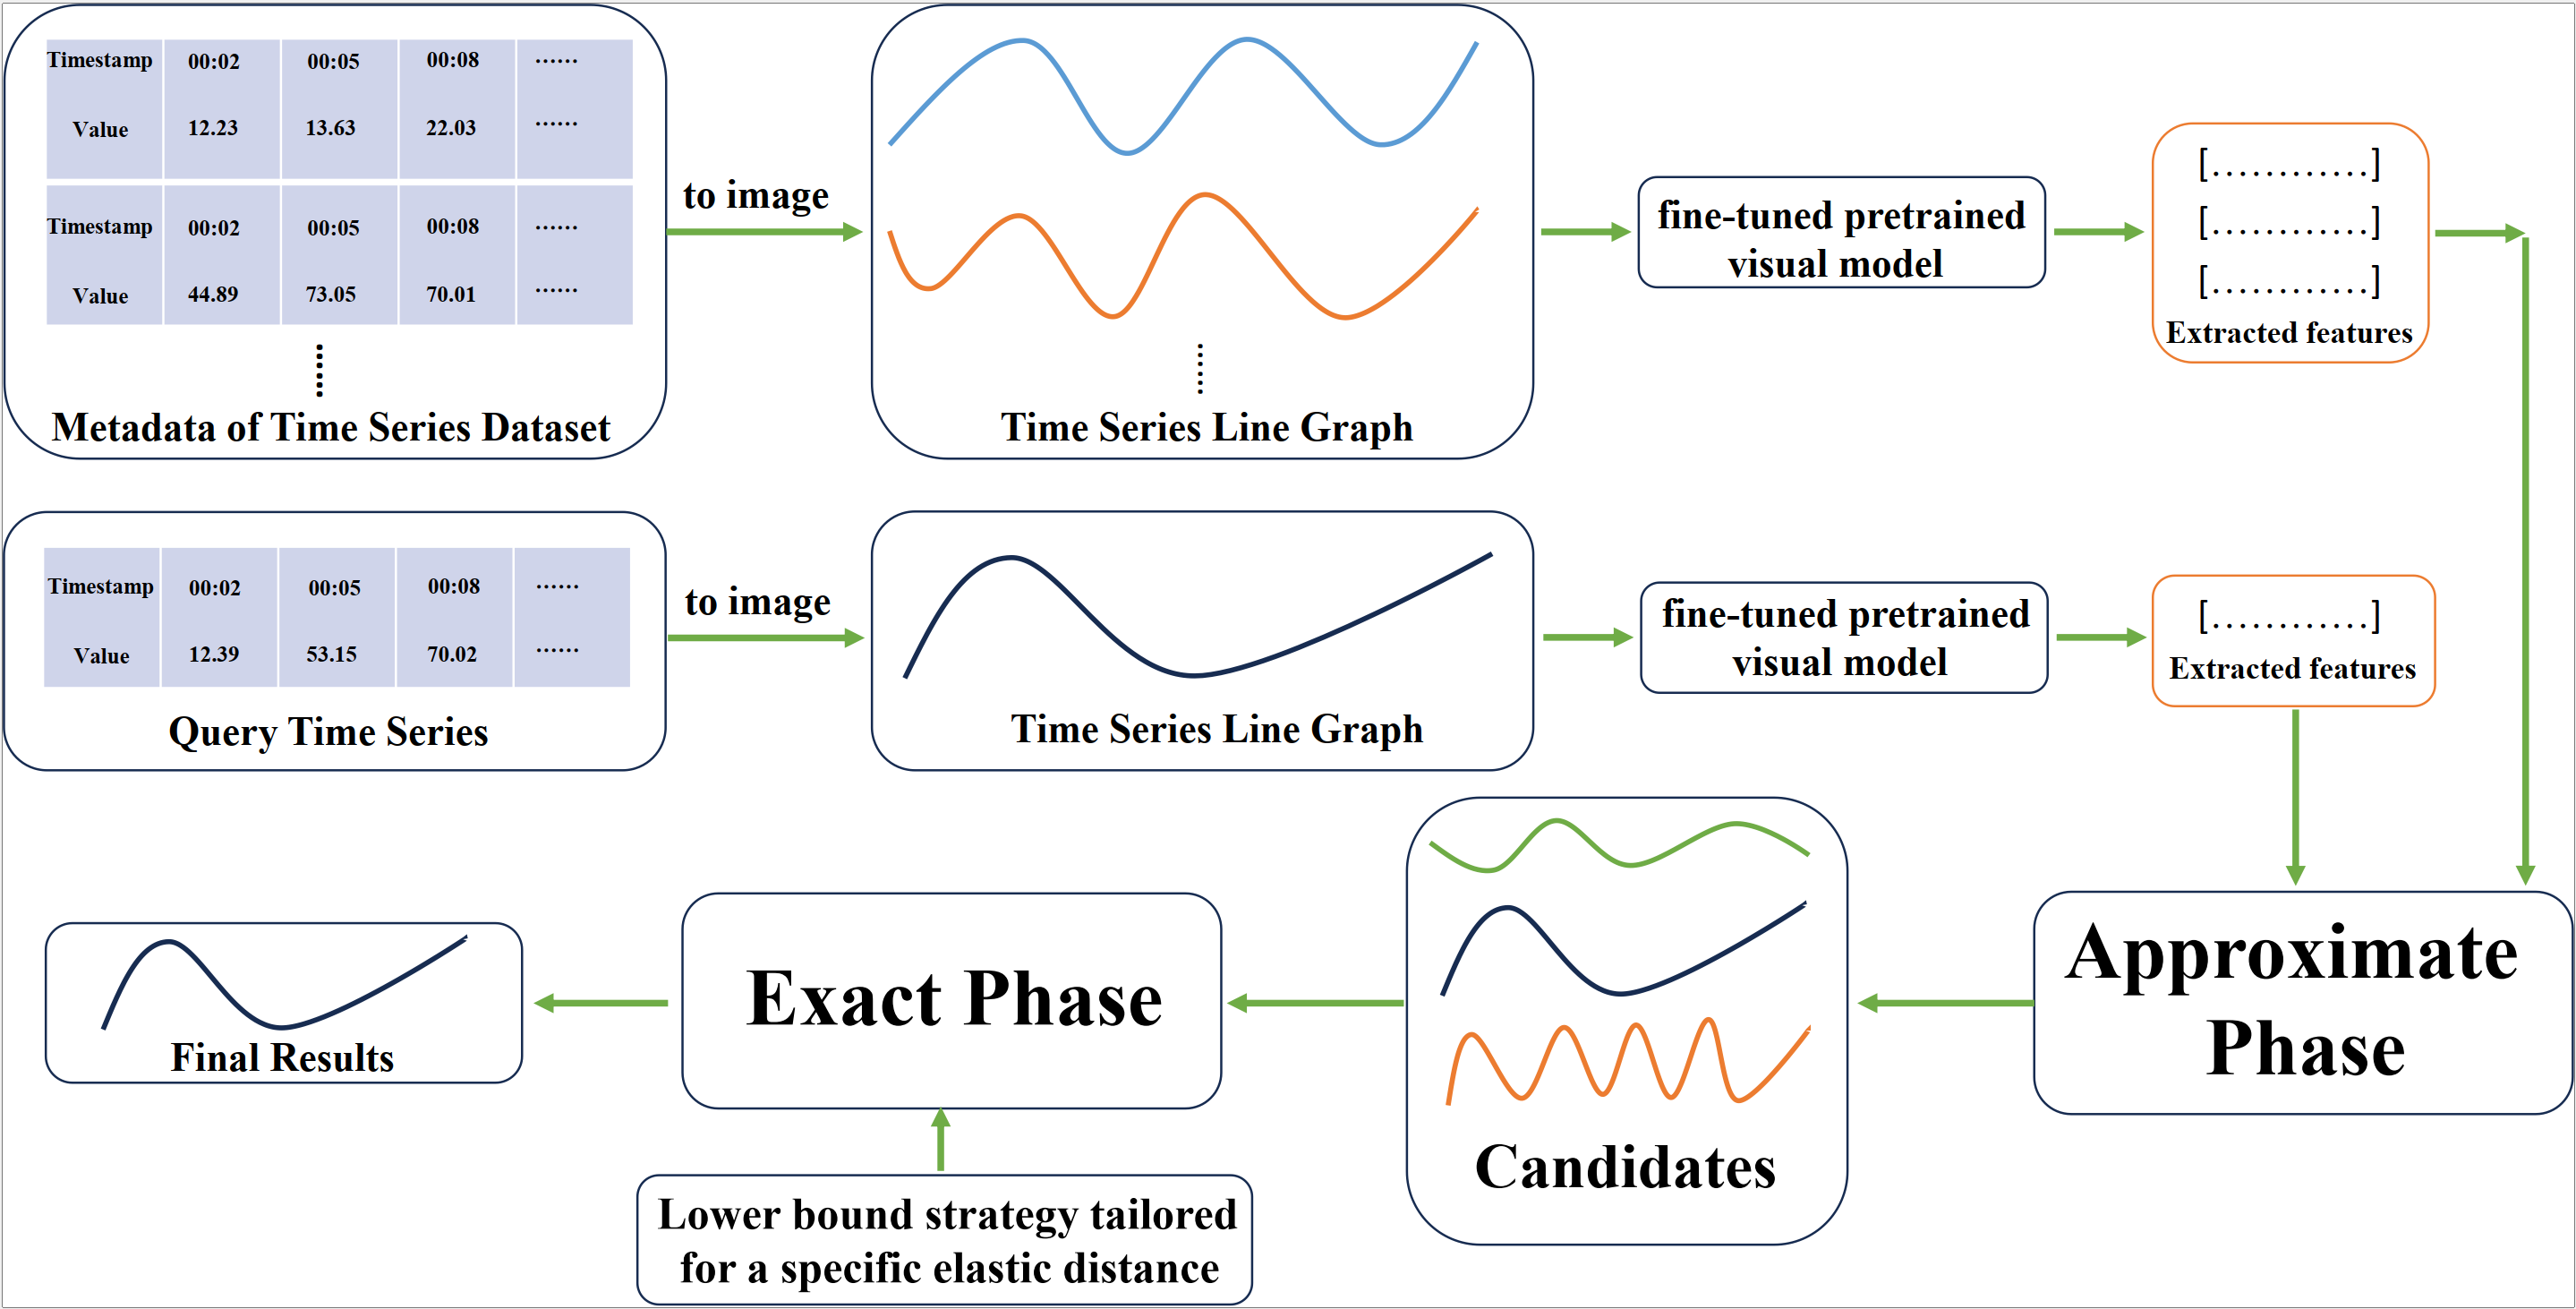 Timestamp 00:02 00:05 00:08 ······
Value 12.23 13.63 22.03 ······
Timestamp 00:02 00:05 00:08 ······
Value 44.89 73.05 70.01 ······
Metadata of Time Series Dataset
to image
Time Series Line Graph
fine-tuned pretrained
visual model
[............]
[............]
[............]
Extracted features
Timestamp 00:02 00:05 00:08 ······
Value 12.39 53.15 70.02 ······
Query Time Series
to image
Time Series Line Graph
fine-tuned pretrained
visual model
[............]
Extracted features
Approximate
Phase
Candidates
Exact Phase
Lower bound strategy tailored
for a specific elastic distance
Final Results